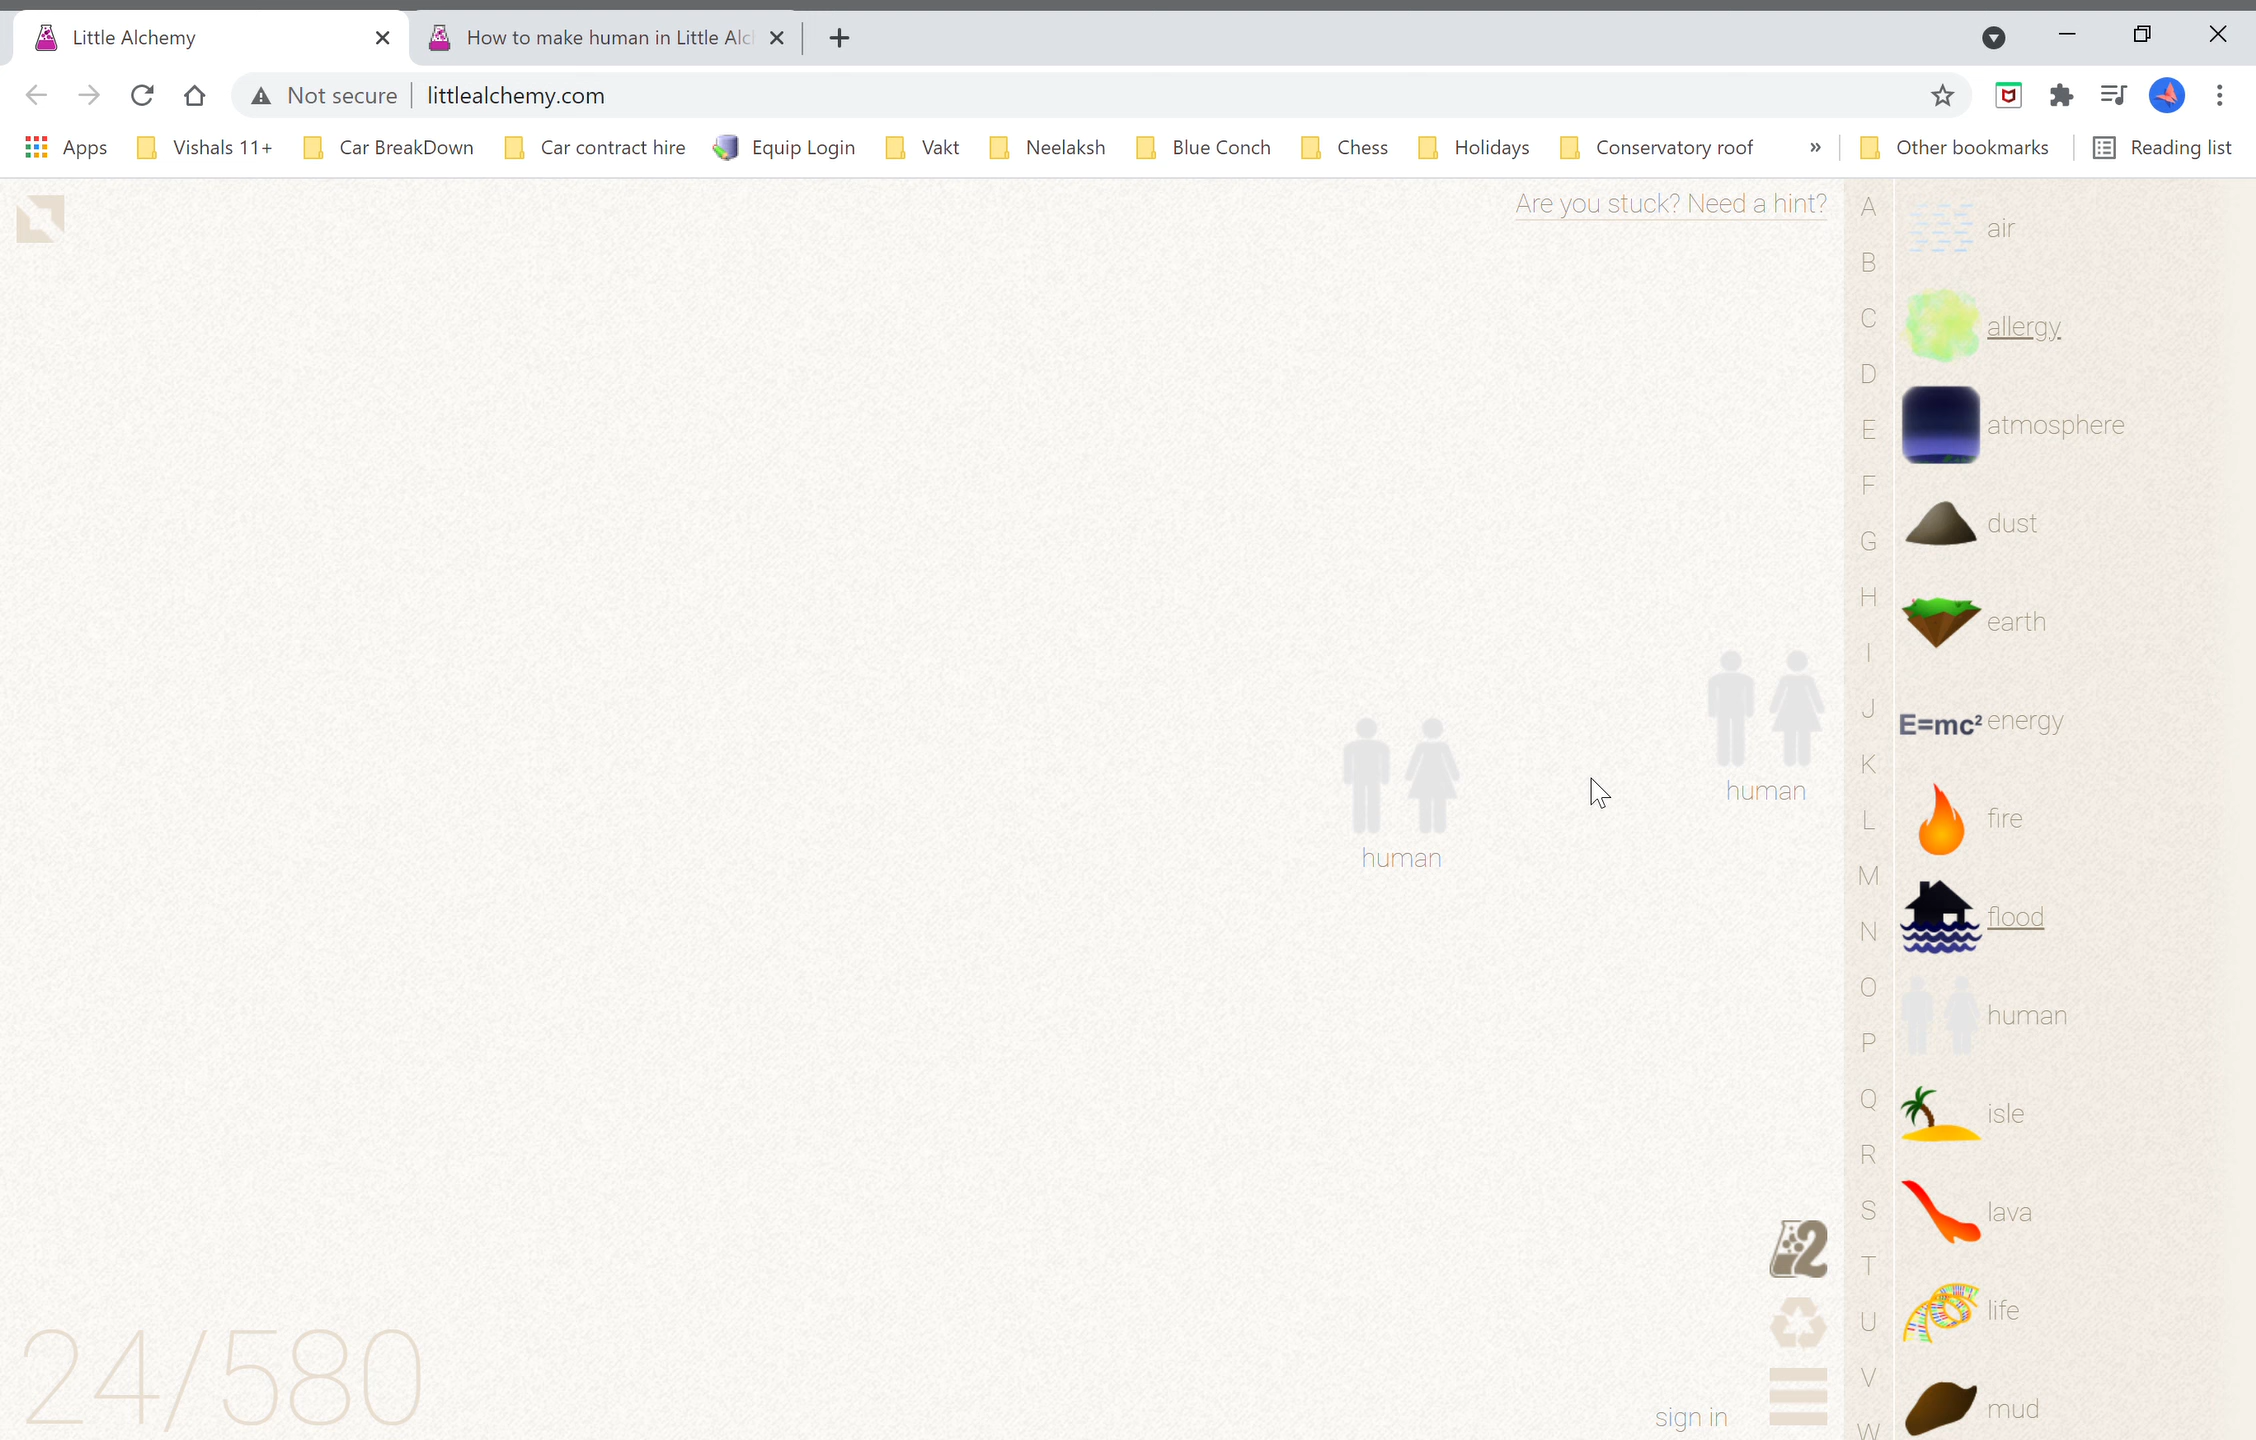 Little Alchemy
How to make human in Little Alc
Not secure
littlealchemy.com
Apps
Vishals 11+
Car BreakDown
Car contract hire
Equip Login
Vakt
Neelaksh
Blue Conch
Chess
Holidays
Conservatory roof
»
Other bookmarks
Reading list
Are you stuck? Need a hint?
A
B
C
D
E
F
G
H
I
J
K
L
M
N
O
P
Q
R
S
T
U
V
W
air
allergy
atmosphere
dust
earth
E=mc² energy
fire
flood
human
isle
lava
life
mud
human
human
2
24/580
sign in